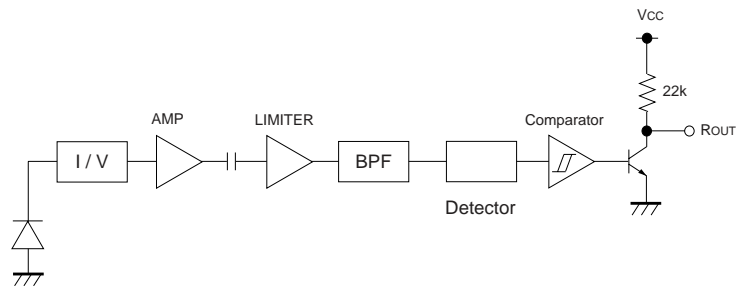 Vcc
22k
ROUT
AMP
LIMITER
Comparator
I / V
BPF
Detector